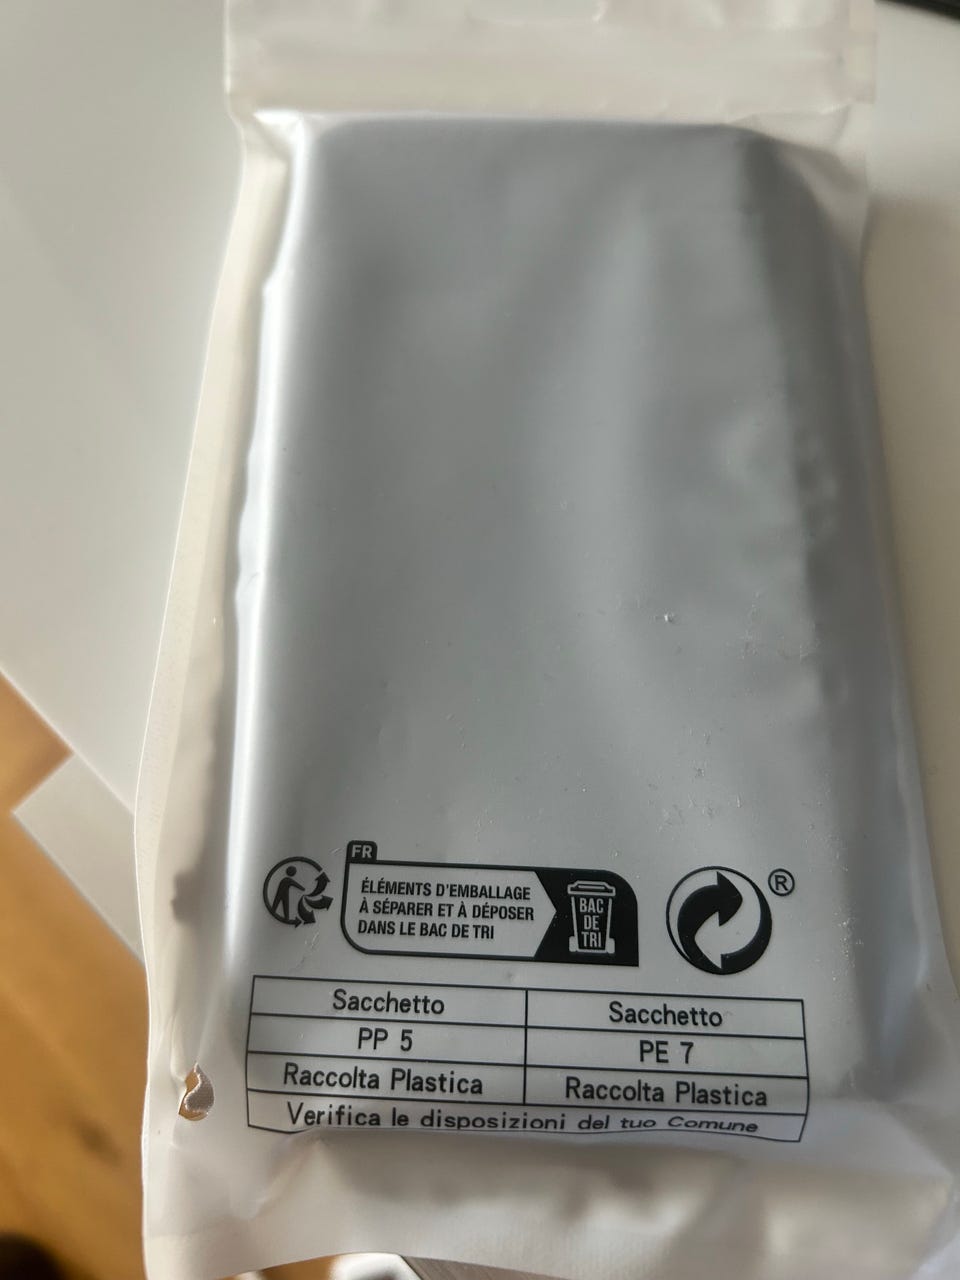 FR
ÉLÉMENTS D'EMBALLAGE
À SÉPARER ET À DÉPOSER
DANS LE BAC DE TRI
BAC
DE
TRI
®
Sacchetto
Sacchetto
PP 5
PE 7
Raccolta Plastica
Raccolta Plastica
Verifica le disposizioni del tuo Comune